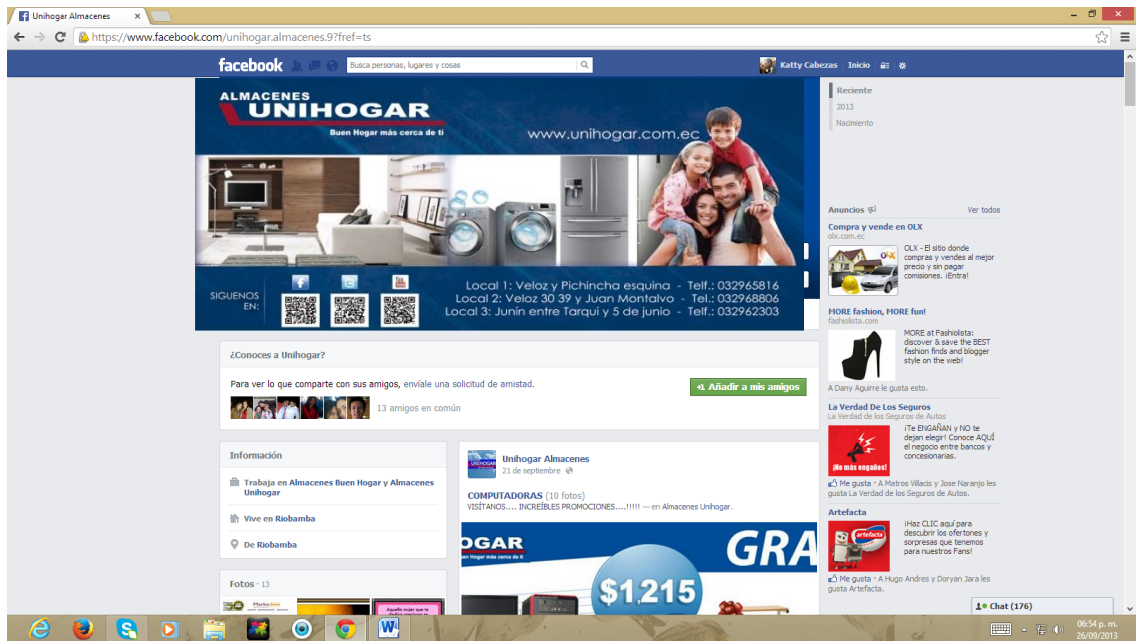 Unihogar Almacenes
https://www.facebook.com/unihogar.almacenes.9?fref=ts
facebook
Busca personas, lugares y cosas
Katty Cabezas
Inicio
ALMACENES
UNIHOGAR
Buen Hogar más cerca de tí
www.unihogar.com.ec
SIGUENOS
EN:
Local 1: Veloz y Pichincha esquina - Telf.: 032965816
Local 2: Veloz 30 39 y Juan Montalvo - Telf.: 032968806
Local 3: Junín entre Tarqui y 5 de junio - Telf.: 032962303
¿Conoces a Unihogar?
Para ver lo que comparte con sus amigos, envíale una solicitud de amistad.
+1 Añadir a mis amigos
13 amigos en común
Información
Trabaja en Almacenes Buen Hogar y Almacenes
Unihogar
Vive en Riobamba
De Riobamba
Fotos · 13
Unihogar Almacenes
21 de septiembre
COMPUTADORAS (10 fotos)
VISÍTANOS.... INCREÍBLES PROMOCIONES....!!!!! — en Almacenes Unihogar.
OGAR
GRA
$1,215
Reciente
2013
Nacimiento
Anuncios
Ver todos
Compra y vende en OLX
olx.com.ec
OLX - El sitio donde
compras y vendes al mejor
precio y sin pagar
comisiones. ¡Entra!
MORE fashion, MORE fun!
fashiolista.com
MORE at Fashiolista:
discover & save the BEST
fashion finds and blogger
style on the web!
A Dany Aguirre le gusta esto.
La Verdad De Los Seguros
La Verdad de los Seguros de Autos
¡Te ENGAÑAN y NO te
dejan elegir! Conoce AQUÍ
el negocio entre bancos y
concesionarias.
¡No más engaños!
Me gusta · A Matros Villacis y Jose Naranjo les
gusta La Verdad de los Seguros de Autos.
Artefacta
¡Haz CLIC aquí para
descubrir los ofertones y
sorpresas que tenemos
para nuestros Fans!
artefacta
Me gusta · A Hugo Andres y Doryan Jara les
gusta Artefacta.
Chat (176)
06:54 p. m.
26/09/2013